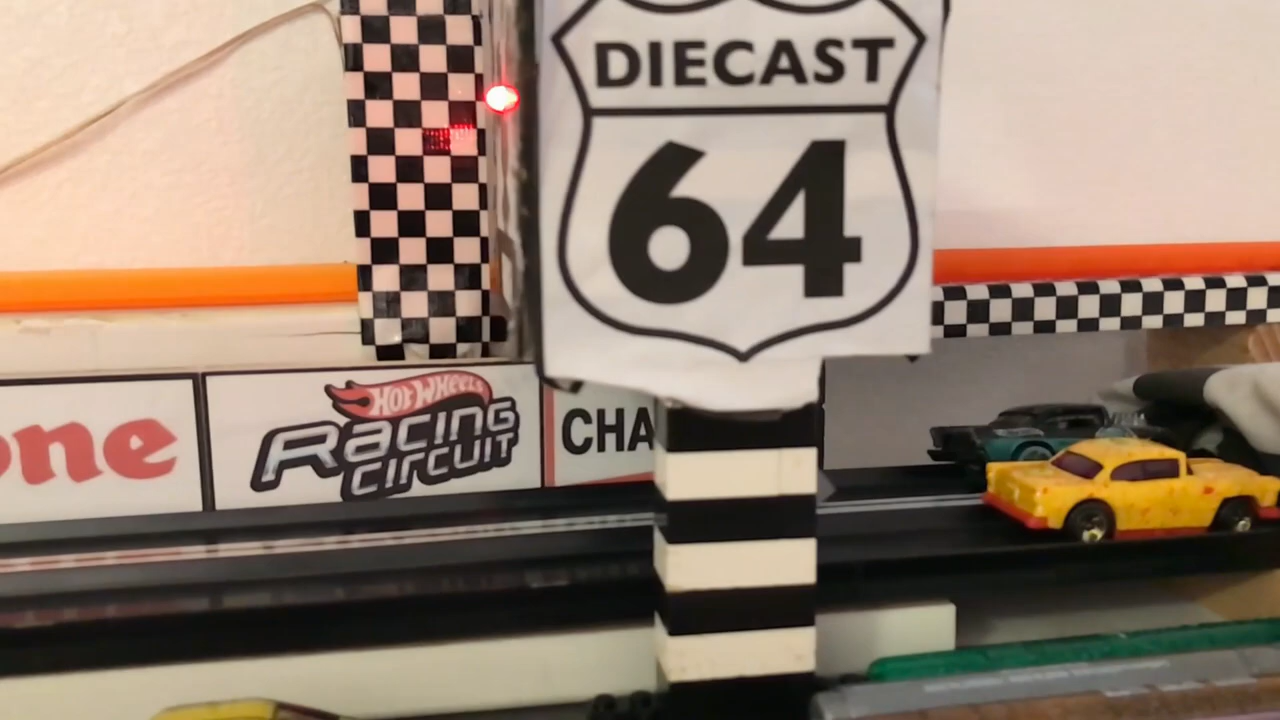 DIECAST
64
one
HOT WHEELS
RACING
CIRCUIT
CHA